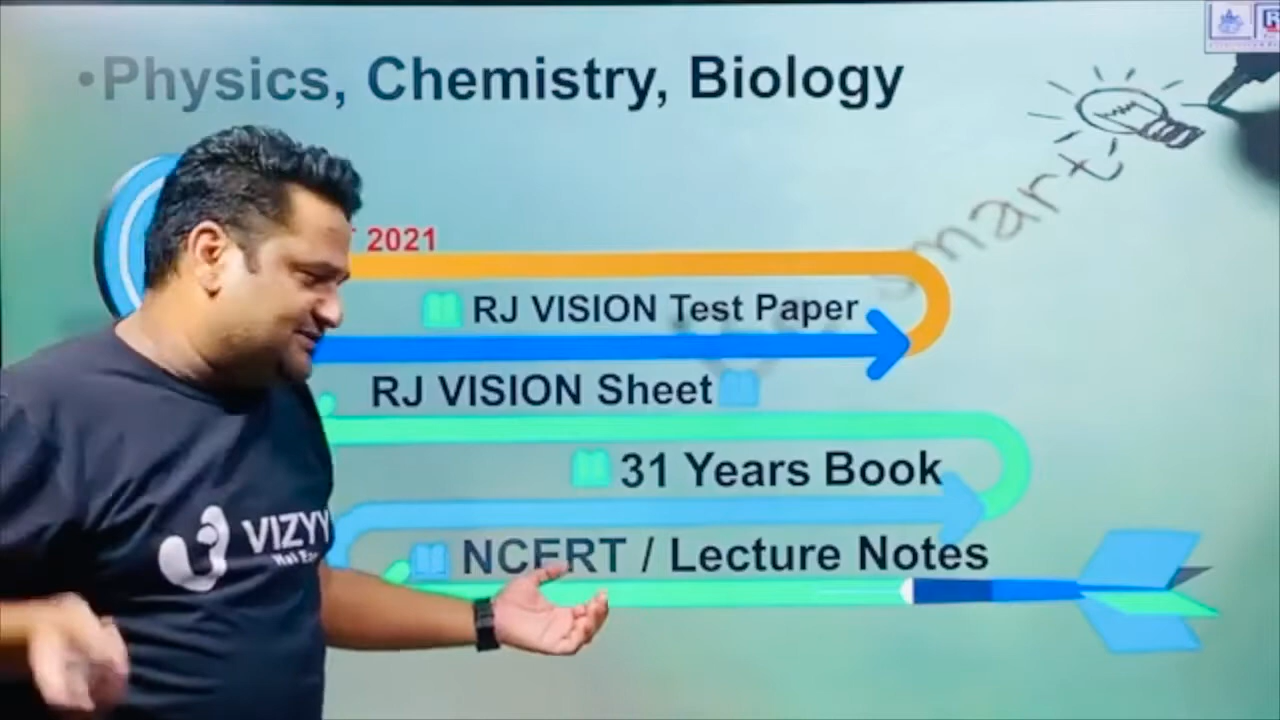 •Physics, Chemistry, Biology
smart
2021
RJ VISION Test Paper
RJ VISION Sheet
31 Years Book
VIZYY
NCERT / Lecture Notes